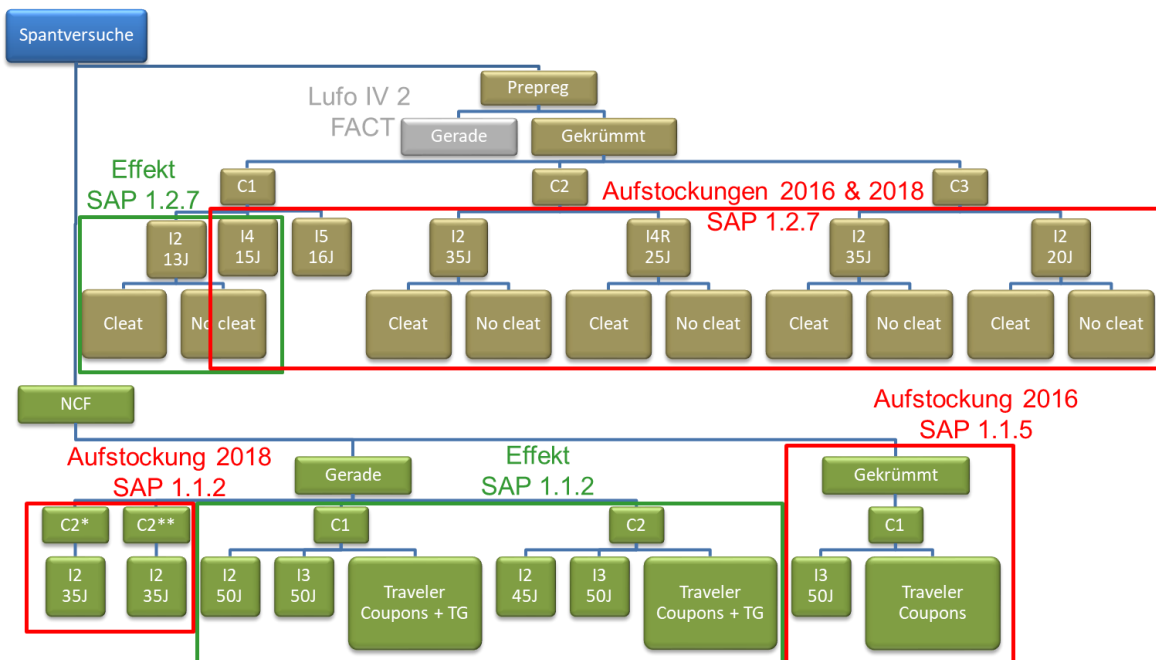 Spantversuche
Prepreg
Lufo IV 2
FACT
Gerade
Gekrümmt
Effekt
SAP 1.2.7
C1
C2
C3
Aufstockungen 2016 & 2018
SAP 1.2.7
I2
13J
I4
15J
I5
16J
I2
35J
I4R
25J
I2
35J
I2
20J
Cleat
No cleat
Cleat
No cleat
Cleat
No cleat
Cleat
No cleat
Cleat
No cleat
NCF
Aufstockung 2016
SAP 1.1.5
Aufstockung 2018
SAP 1.1.2
Gerade
Effekt
SAP 1.1.2
Gekrümmt
C2*
C2**
C1
C2
C1
I2
35J
I2
35J
I2
50J
I3
50J
Traveler
Coupons + TG
I2
45J
I3
50J
Traveler
Coupons + TG
I3
50J
Traveler
Coupons